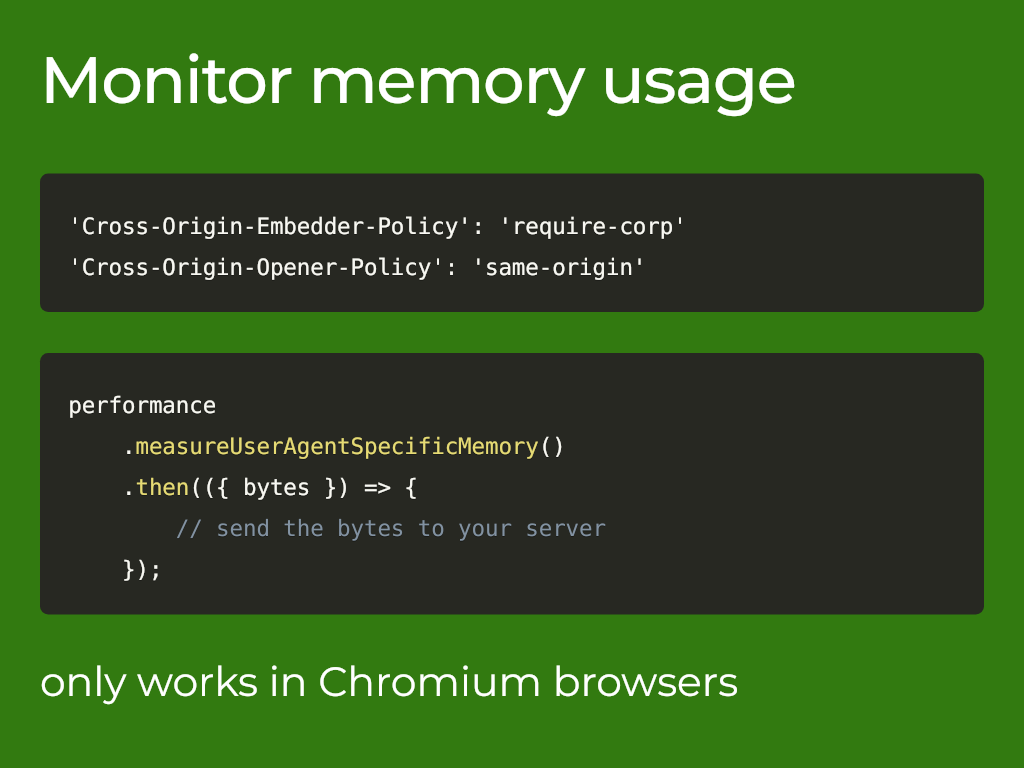 Monitor memory usage
'Cross-Origin-Embedder-Policy': 'require-corp'
'Cross-Origin-Opener-Policy': 'same-origin'
performance
    .measureUserAgentSpecificMemory()
    .then(({ bytes }) => {
        // send the bytes to your server
    });
only works in Chromium browsers